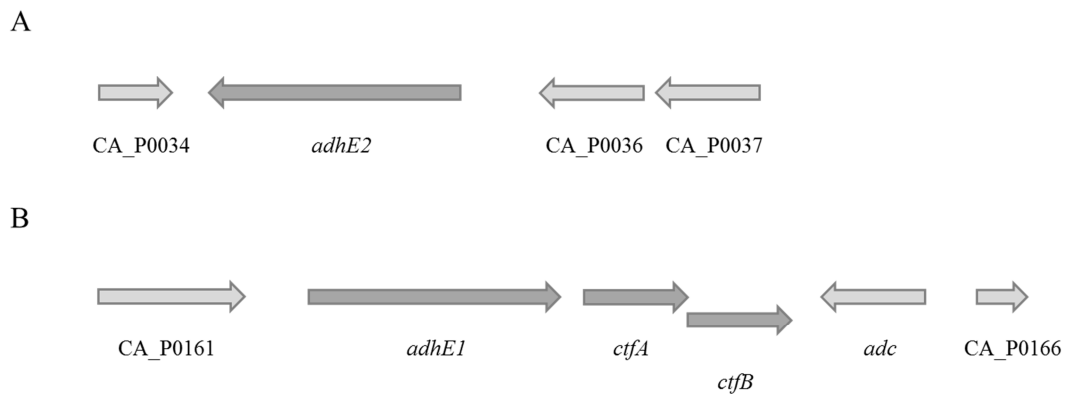 A
CA_P0034 adhE2 CA_P0036 CA_P0037
B
CA_P0161 adhE1 ctfA adc CA_P0166
ctfB